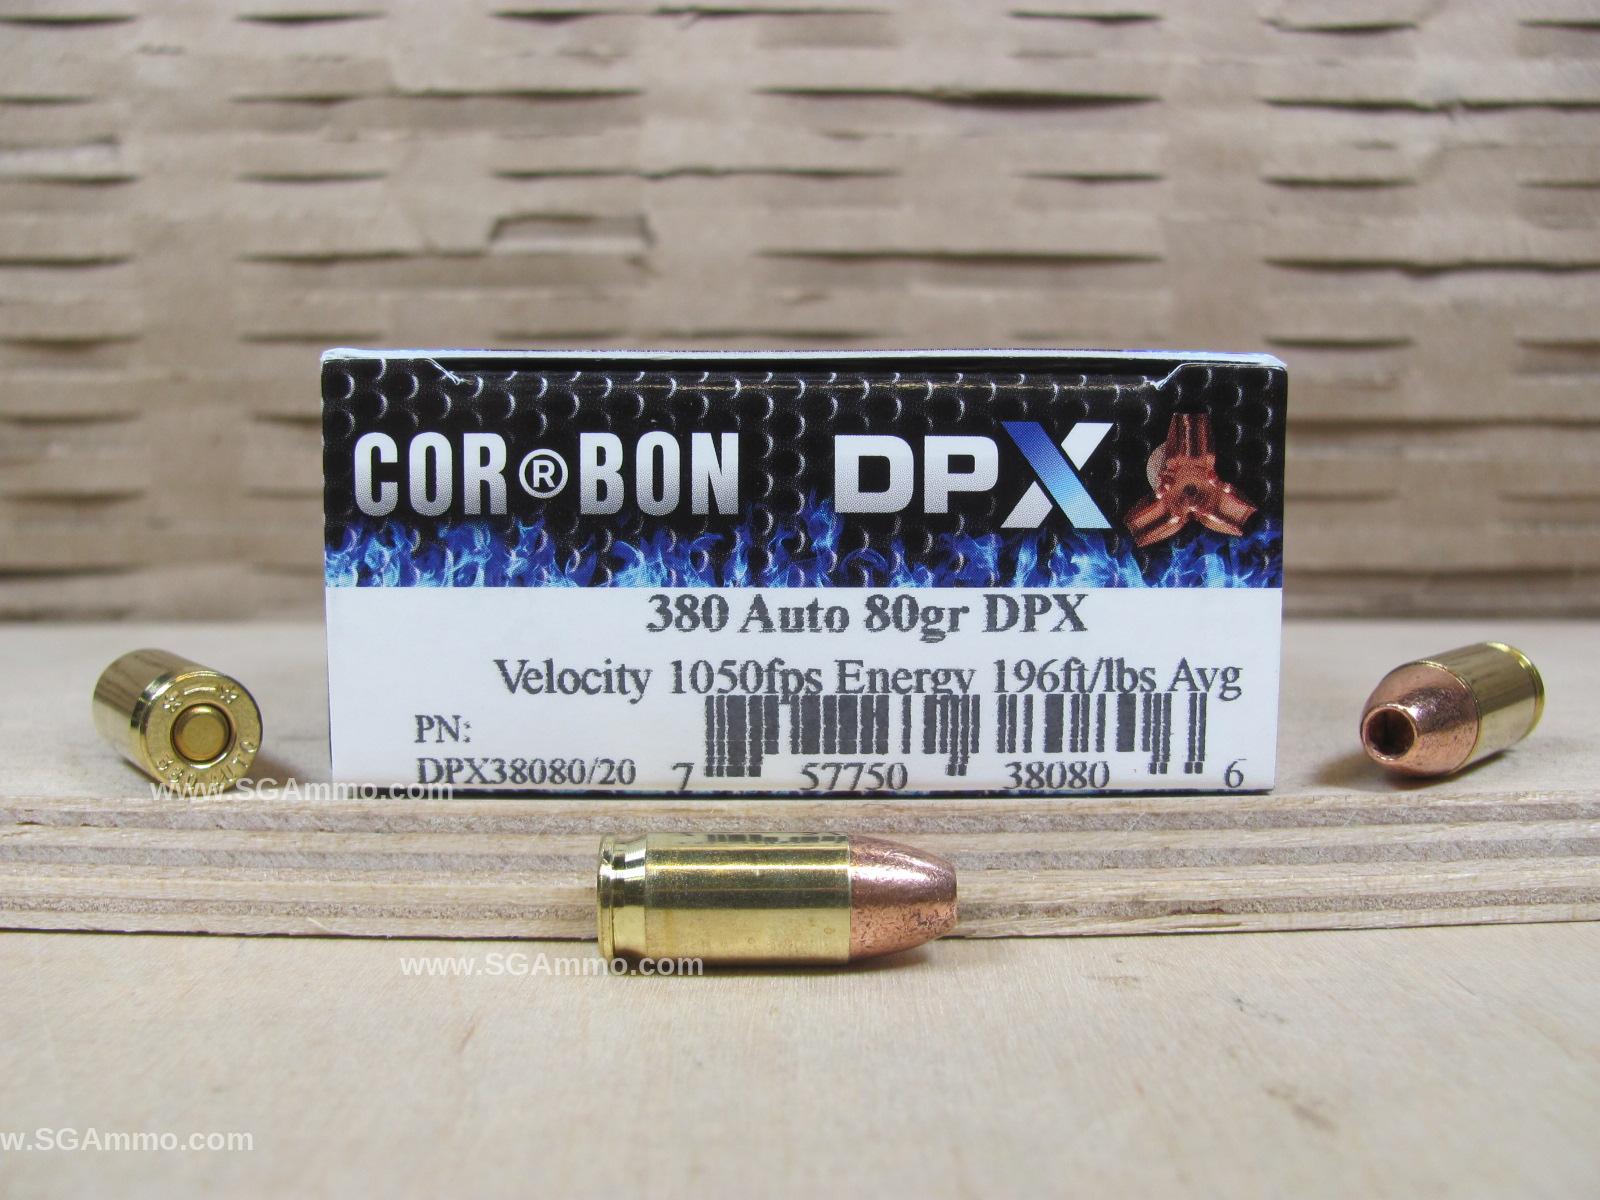 COR®BON DPX
380 Auto 80gr DPX
Velocity 1050fps Energy 196ft/lbs Avg
PN:
DPX38080/20
7 57750 38080 6
www.SGAmmo.com
www.SGAmmo.com
w.SGAmmo.com